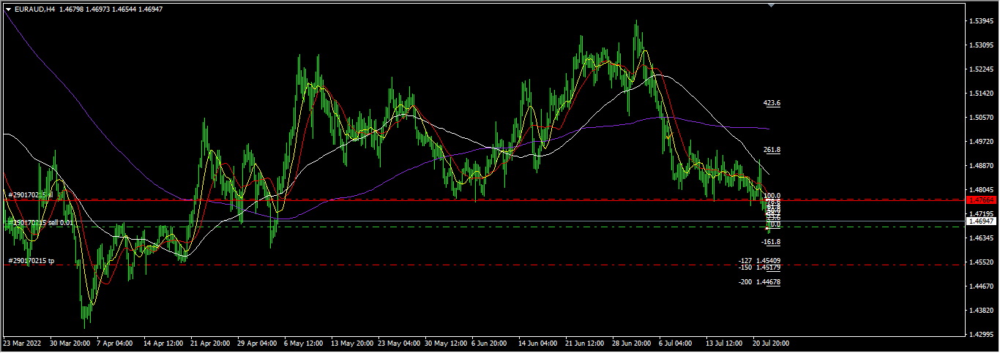 EURAUD,H4 1.46798 1.46973 1.46544 1.46947
1.53945
1.53095
1.52245
1.51420
423.6
1.50570
1.49720
261.8
1.48870
1.48045
#290170215 sl
100.0
1.47664
1.47195
#290170215 sell 0.01
1.46947
0.0
1.46345
-161.8
#290170215 tp
-127 1.45409
1.45520
-150 1.45179
-200 1.44678
1.44670
1.43820
1.42995
23 Mar 2022
30 Mar 20:00
7 Apr 04:00
14 Apr 12:00
21 Apr 20:00
29 Apr 04:00
6 May 12:00
13 May 20:00
23 May 04:00
30 May 12:00
6 Jun 20:00
14 Jun 04:00
21 Jun 12:00
28 Jun 20:00
6 Jul 04:00
13 Jul 12:00
20 Jul 20:00